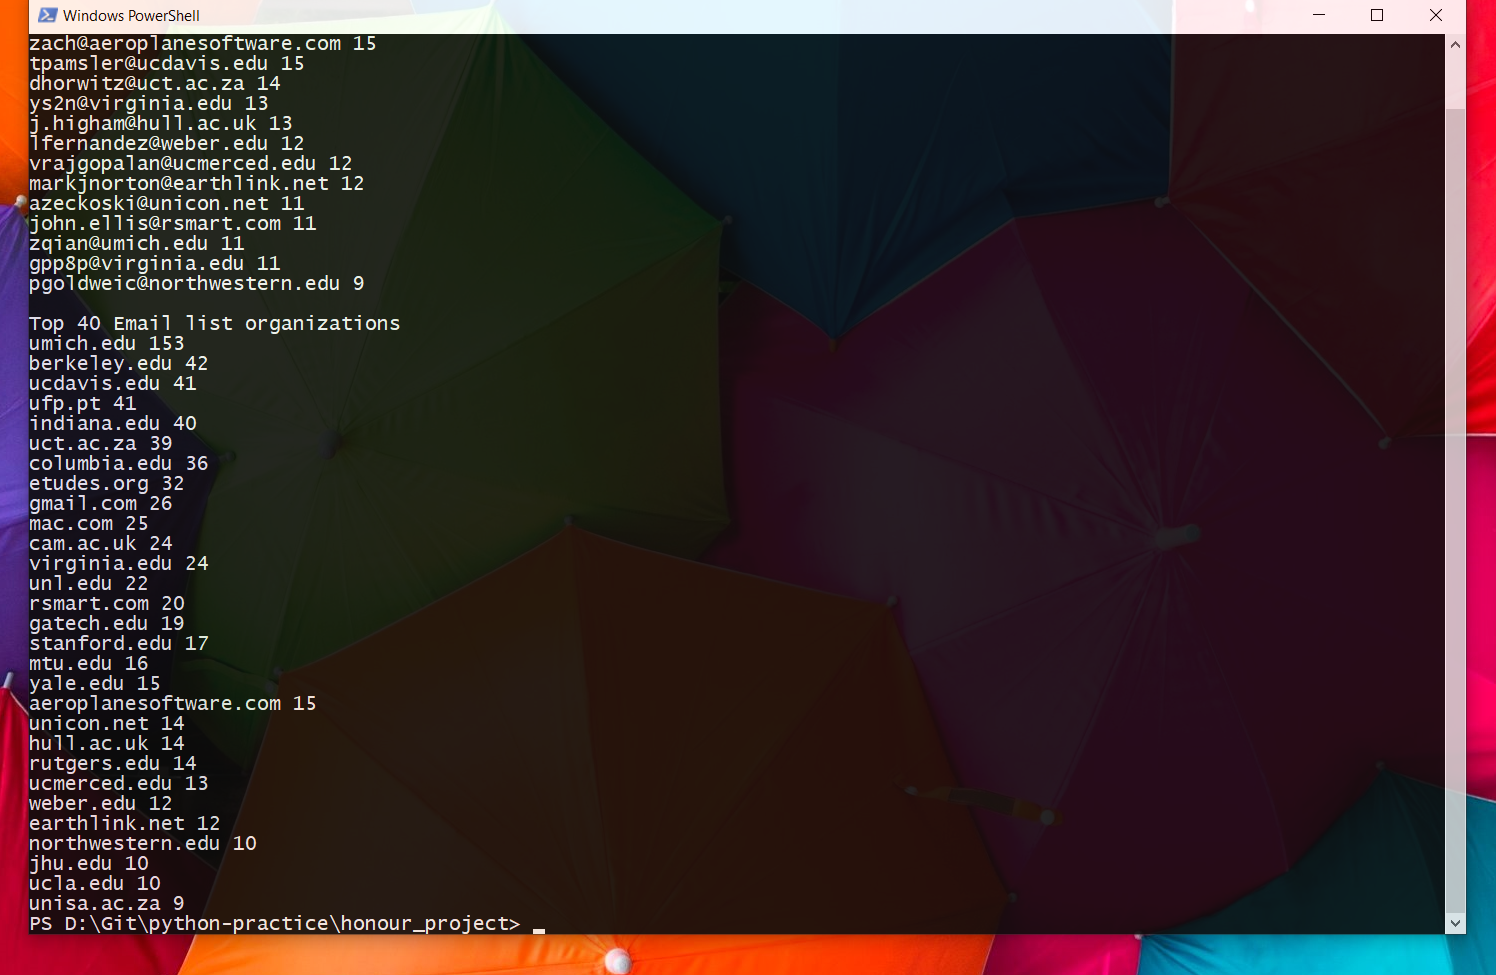 Windows PowerShell
zach@aeroplanesoftware.com 15
tpamsler@ucdavis.edu 15
dhorwitz@uct.ac.za 14
ys2n@virginia.edu 13
j.higham@hull.ac.uk 13
lfernandez@weber.edu 12
vrajgopalan@ucmerced.edu 12
markjnorton@earthlink.net 12
azeckoski@unicon.net 11
john.ellis@rsmart.com 11
zqian@umich.edu 11
gpp8p@virginia.edu 11
pgoldweic@northwestern.edu 9
Top 40 Email list organizations
umich.edu 153
berkeley.edu 42
ucdavis.edu 41
ufp.pt 41
indiana.edu 40
uct.ac.za 39
columbia.edu 36
etudes.org 32
gmail.com 26
mac.com 25
cam.ac.uk 24
virginia.edu 24
unl.edu 22
rsmart.com 20
gatech.edu 19
stanford.edu 17
mtu.edu 16
yale.edu 15
aeroplanesoftware.com 15
unicon.net 14
hull.ac.uk 14
rutgers.edu 14
ucmerced.edu 13
weber.edu 12
earthlink.net 12
northwestern.edu 10
jhu.edu 10
ucla.edu 10
unisa.ac.za 9
PS D:\Git\python-practice\honour_project>